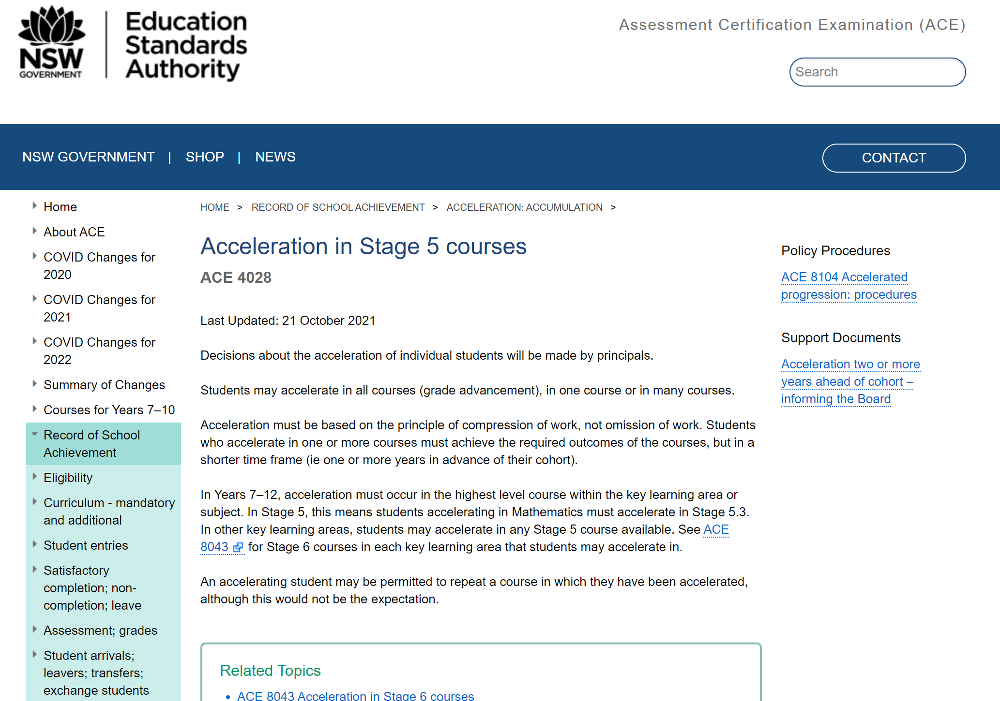 NSW
GOVERNMENT
Education
Standards
Authority
Assessment Certification Examination (ACE)
Search
NSW GOVERNMENT | SHOP | NEWS
CONTACT
Home
About ACE
COVID Changes for
2020
COVID Changes for
2021
COVID Changes for
2022
Summary of Changes
Courses for Years 7–10
Record of School
Achievement
Eligibility
Curriculum - mandatory
and additional
Student entries
Satisfactory
completion; non-
completion; leave
Assessment; grades
Student arrivals;
leavers; transfers;
exchange students
HOME > RECORD OF SCHOOL ACHIEVEMENT > ACCELERATION: ACCUMULATION >
Acceleration in Stage 5 courses
ACE 4028
Last Updated: 21 October 2021
Decisions about the acceleration of individual students will be made by principals.
Students may accelerate in all courses (grade advancement), in one course or in many courses.
Acceleration must be based on the principle of compression of work, not omission of work. Students
who accelerate in one or more courses must achieve the required outcomes of the courses, but in a
shorter time frame (ie one or more years in advance of their cohort).
In Years 7–12, acceleration must occur in the highest level course within the key learning area or
subject. In Stage 5, this means students accelerating in Mathematics must accelerate in Stage 5.3.
In other key learning areas, students may accelerate in any Stage 5 course available. See ACE
8043 for Stage 6 courses in each key learning area that students may accelerate in.
An accelerating student may be permitted to repeat a course in which they have been accelerated,
although this would not be the expectation.
Related Topics
• ACE 8043 Acceleration in Stage 6 courses
Policy Procedures
ACE 8104 Accelerated
progression: procedures
Support Documents
Acceleration two or more
years ahead of cohort –
informing the Board